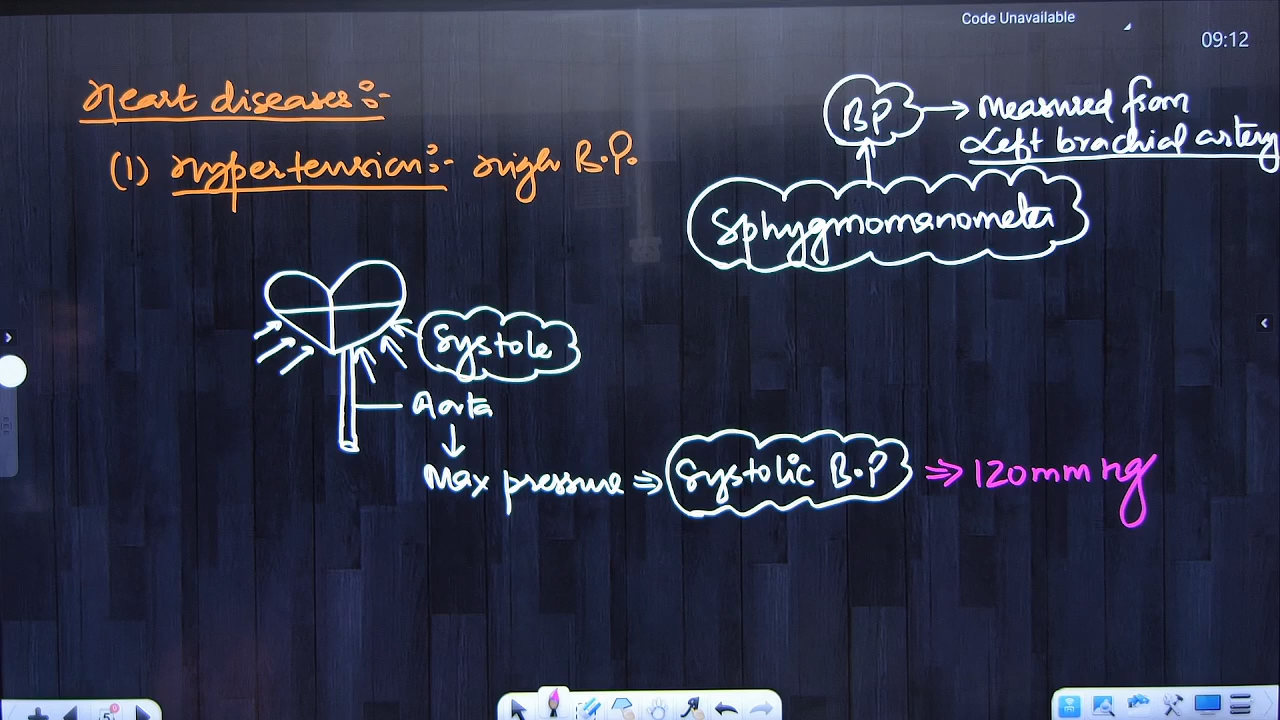 Code Unavailable
09:12
Heart diseases :-
(1) Hypertension :- High B.P.
BP → Measured from
Left brachial artery
Sphygmomanometer
Systole
Aorta
Max pressure ⇒ Systolic B.P ⇒ 120mm Hg
5